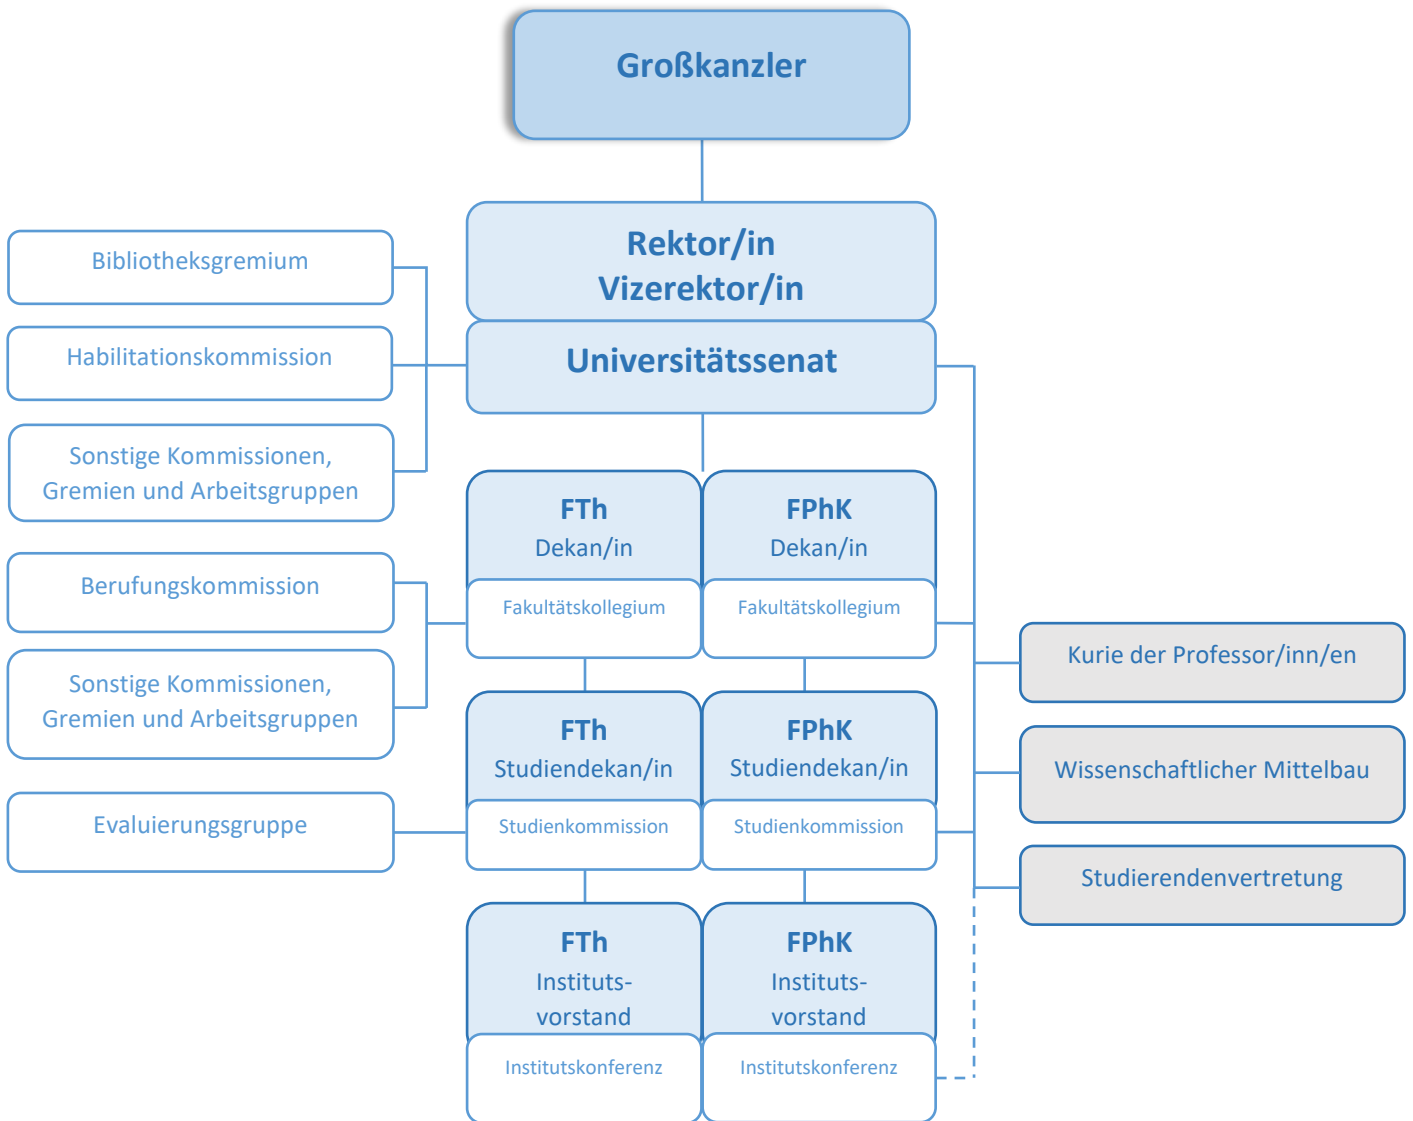 Großkanzler
Rektor/in
Vizerektor/in
Universitätssenat
Bibliotheksgremium
Habilitationskommission
Sonstige Kommissionen,
Gremien und Arbeitsgruppen
FTh
Dekan/in
Fakultätskollegium
FPhK
Dekan/in
Fakultätskollegium
Berufungskommission
Sonstige Kommissionen,
Gremien und Arbeitsgruppen
FTh
Studiendekan/in
Studienkommission
FPhK
Studiendekan/in
Studienkommission
Evaluierungsgruppe
FTh
Instituts-
vorstand
Institutskonferenz
FPhK
Instituts-
vorstand
Institutskonferenz
Kurie der Professor/inn/en
Wissenschaftlicher Mittelbau
Studierendenvertretung